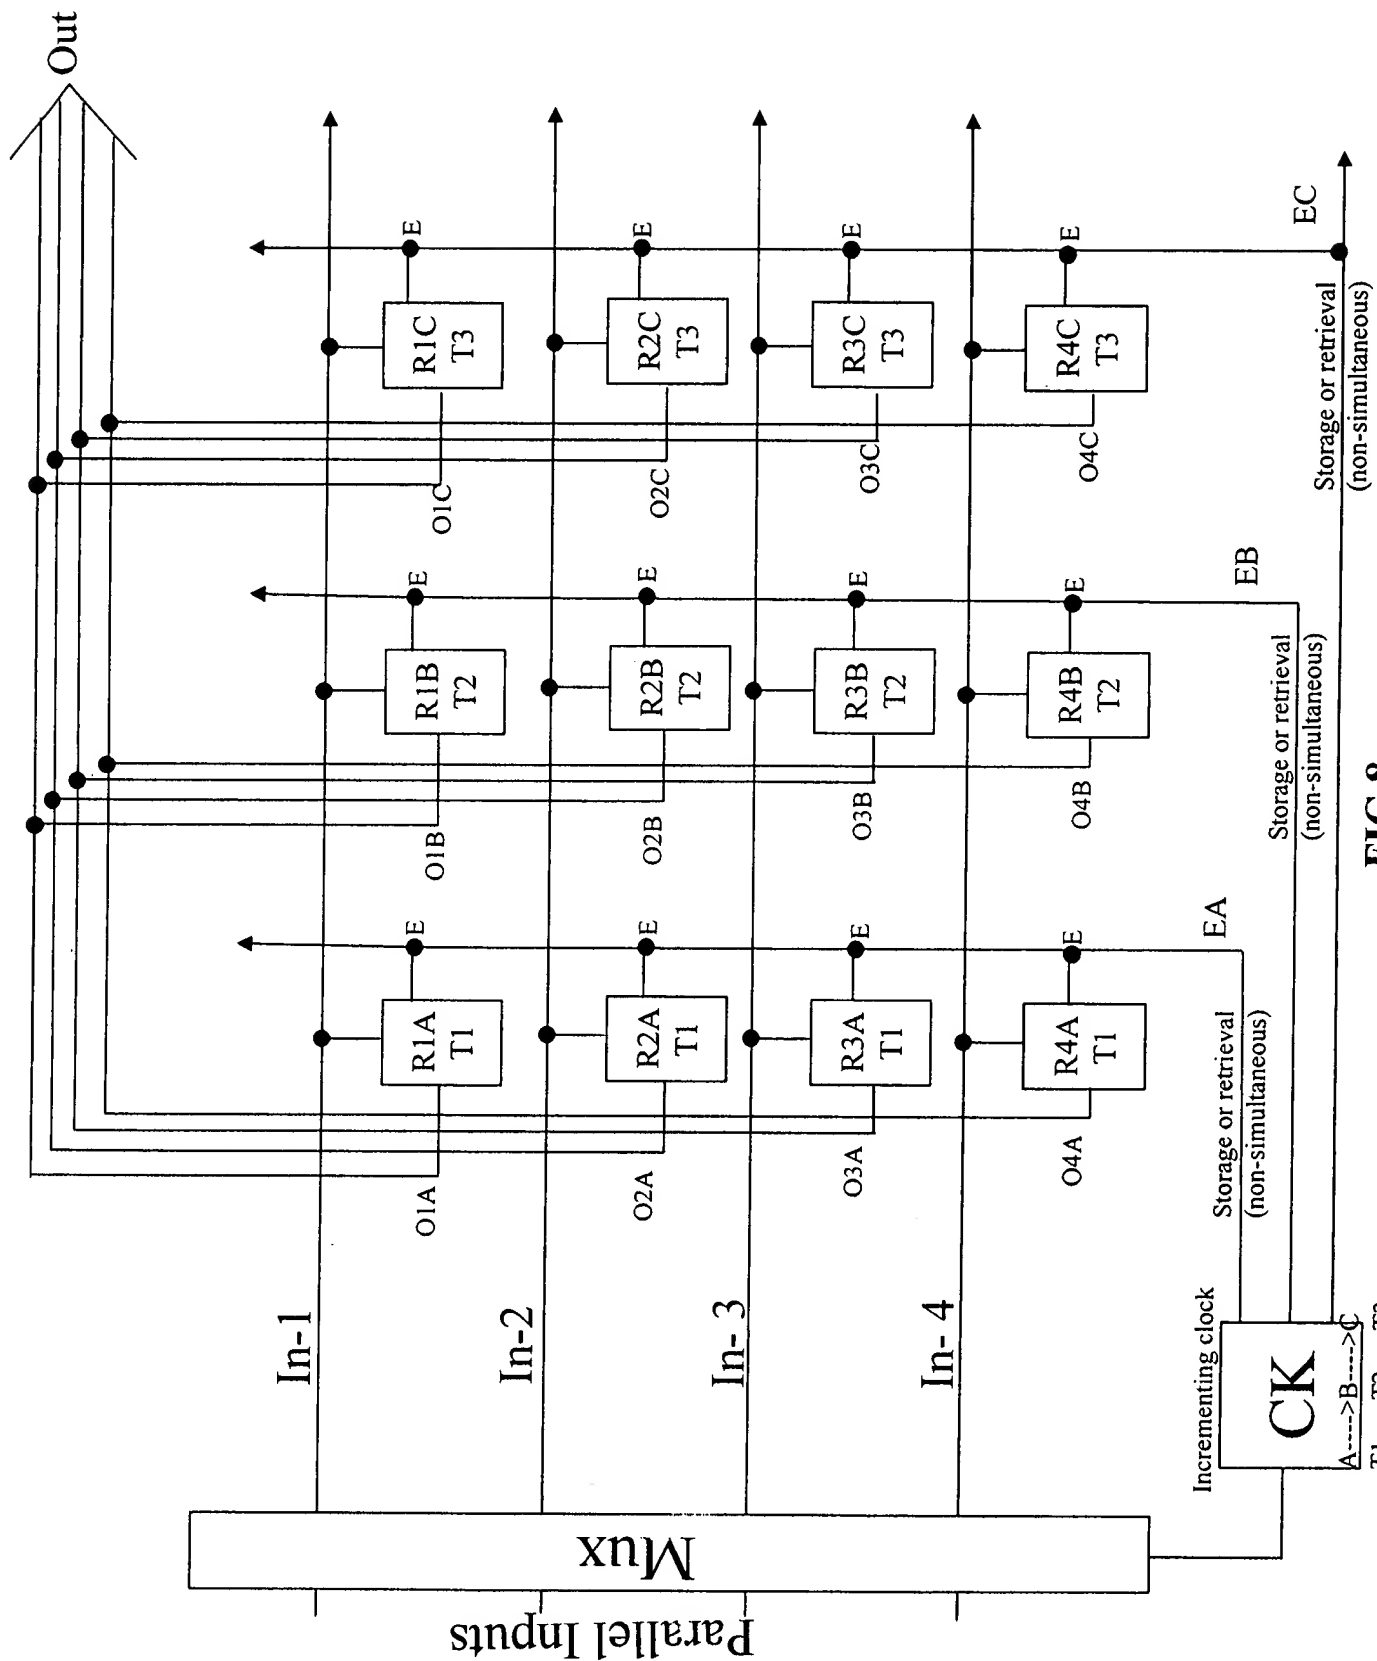 Out
In-1
R1A
T1
E
O1A
R1B
T2
E
O1B
R1C
T3
E
O1C
In-2
R2A
T1
E
O2A
R2B
T2
E
O2B
R2C
T3
E
O2C
In- 3
R3A
T1
E
O3A
R3B
T2
E
O3B
R3C
T3
E
O3C
In- 4
R4A
T1
E
O4A
R4B
T2
E
O4B
R4C
T3
E
O4C
Parallel Inputs
Mux
Incrementing clock
CK
A---->B---->C
T1
T2
T3
EA
Storage or retrieval
(non-simultaneous)
EB
Storage or retrieval
(non-simultaneous)
EC
Storage or retrieval
(non-simultaneous)